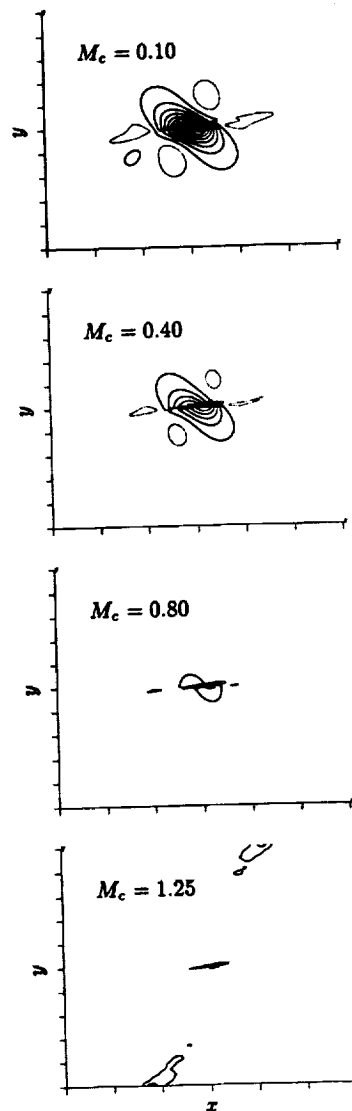 M_c = 0.10
y
M_c = 0.40
y
M_c = 0.80
y
M_c = 1.25
y
x